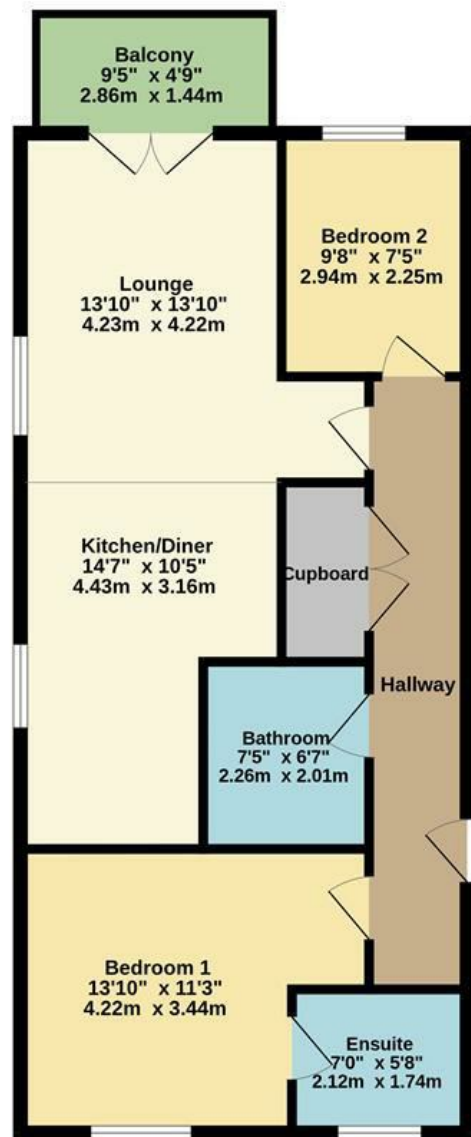 Balcony
9'5" x 4'9"
2.86m x 1.44m
Bedroom 2
9'8" x 7'5"
2.94m x 2.25m
Lounge
13'10" x 13'10"
4.23m x 4.22m
Kitchen/Diner
14'7" x 10'5"
4.43m x 3.16m
Cupboard
Hallway
Bathroom
7'5" x 6'7"
2.26m x 2.01m
Bedroom 1
13'10" x 11'3"
4.22m x 3.44m
Ensuite
7'0" x 5'8"
2.12m x 1.74m